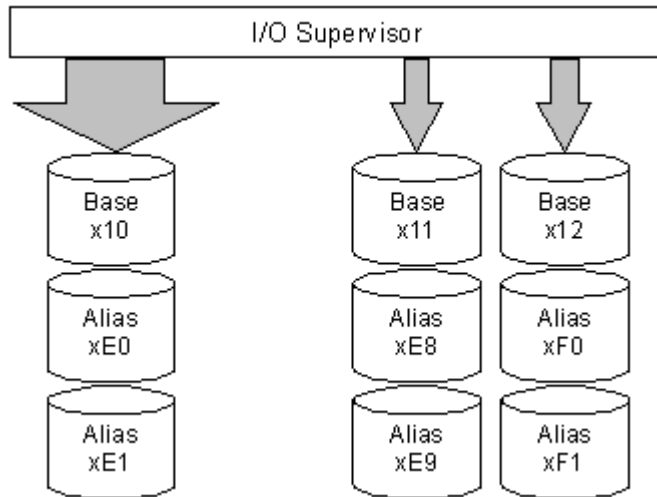 I/O Supervisor
Base
x10
Base
x11
Base
x12
Alias
xE0
Alias
xE8
Alias
xF0
Alias
xE1
Alias
xE9
Alias
xF1